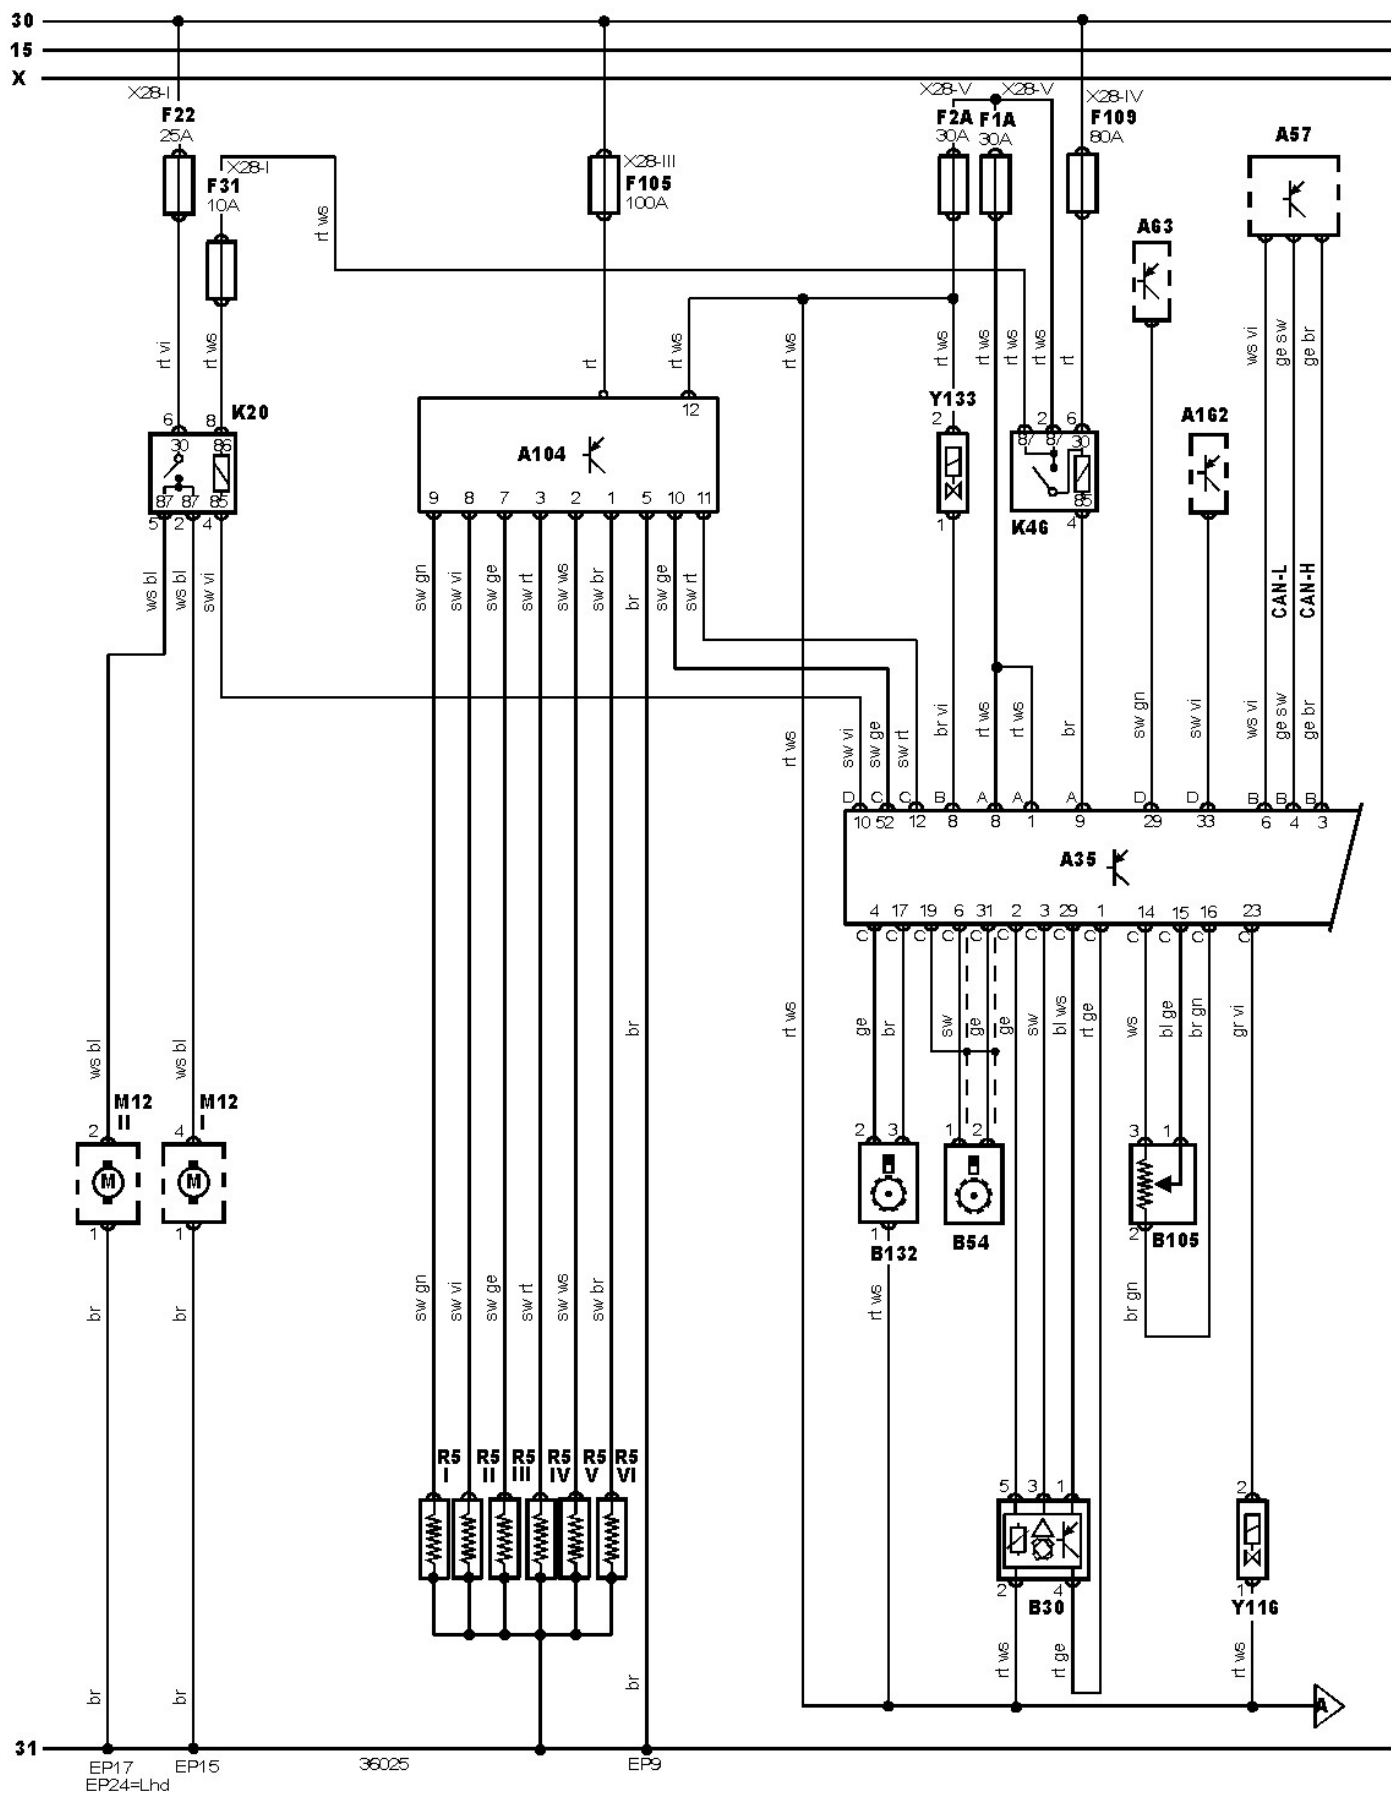 30
15
X
X28-I
F22
25A
X28-I
F31
10A
rt ws
X28-III
F105
100A
X28-V X28-V
F2A F1A
30A 30A
X28-IV
F109
80A
A57
A63
A162
rt vi
rt ws
rt
rt ws
rt ws
rt ws
rt ws
rt ws
rt ws
rt
ws vi
ge sw
ge br
6 8 K20
30 86
87 87 85
5 2 4
12
A104
9 8 7 3 2 1 5 10 11
Y133
2
1
2 6
87 87 30
85
K46
4
ws bl
ws bl
sw vi
sw gn
sw vi
sw ge
sw rt
sw ws
sw br
br
sw ge
sw rt
CAN-L
CAN-H
rt ws
sw vi
sw ge
sw rt
br vi
rt ws
rt ws
br
sw gn
sw vi
ws vi
ge sw
ge br
D C C B A A A D D B B B
10 52 12 8 8 1 9 29 33 6 4 3
A35
4 17 19 6 31 2 3 29 1 14 15 16 23
C C C C C C C C C C C C C
ws bl
ws bl
br
rt ws
ge
br
sw
ge
ge
sw
bl ws
rt ge
ws
bl ge
br gn
gr vi
M12
II
M12
I
2 4
M M
1 1
2 3
1
B132
1 2
B54
3 1
2
B105
br
br
sw gn
sw vi
sw ge
sw rt
sw ws
sw br
rt ws
br gn
R5
I
R5
II
R5
III
R5
IV
R5
V
R5
VI
5 3 1
2 4
B30
2
1
Y116
br
br
br
rt ws
rt ge
rt ws
A
31
EP17
EP24=Lhd
EP15
36025
EP9